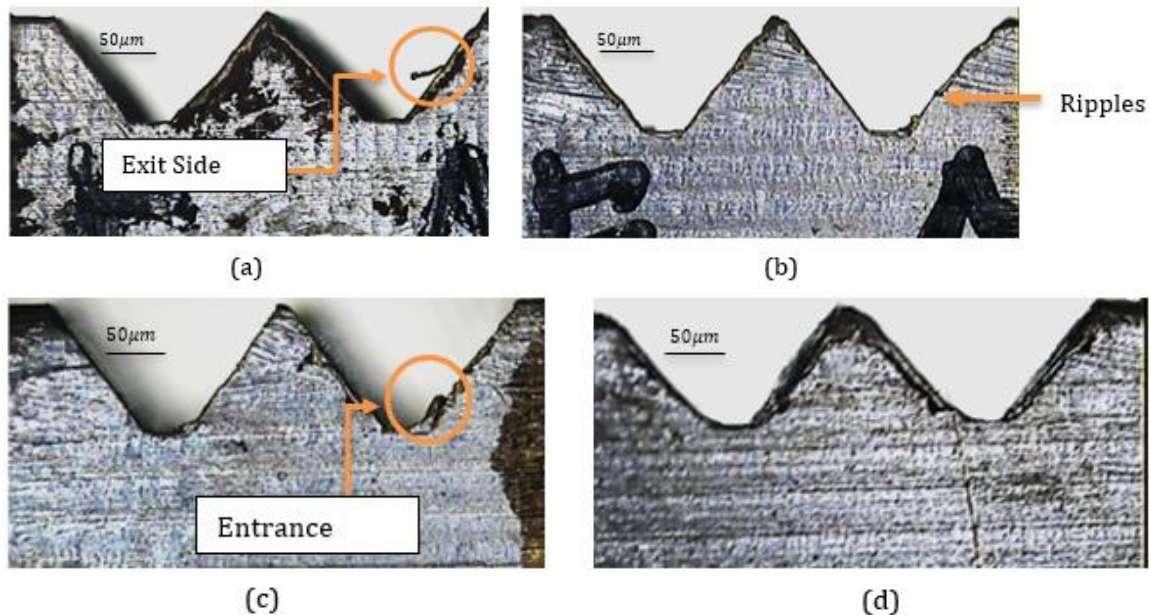 50μm
50μm
Exit Side
Ripples
(a)
(b)
50μm
50μm
Entrance
(c)
(d)